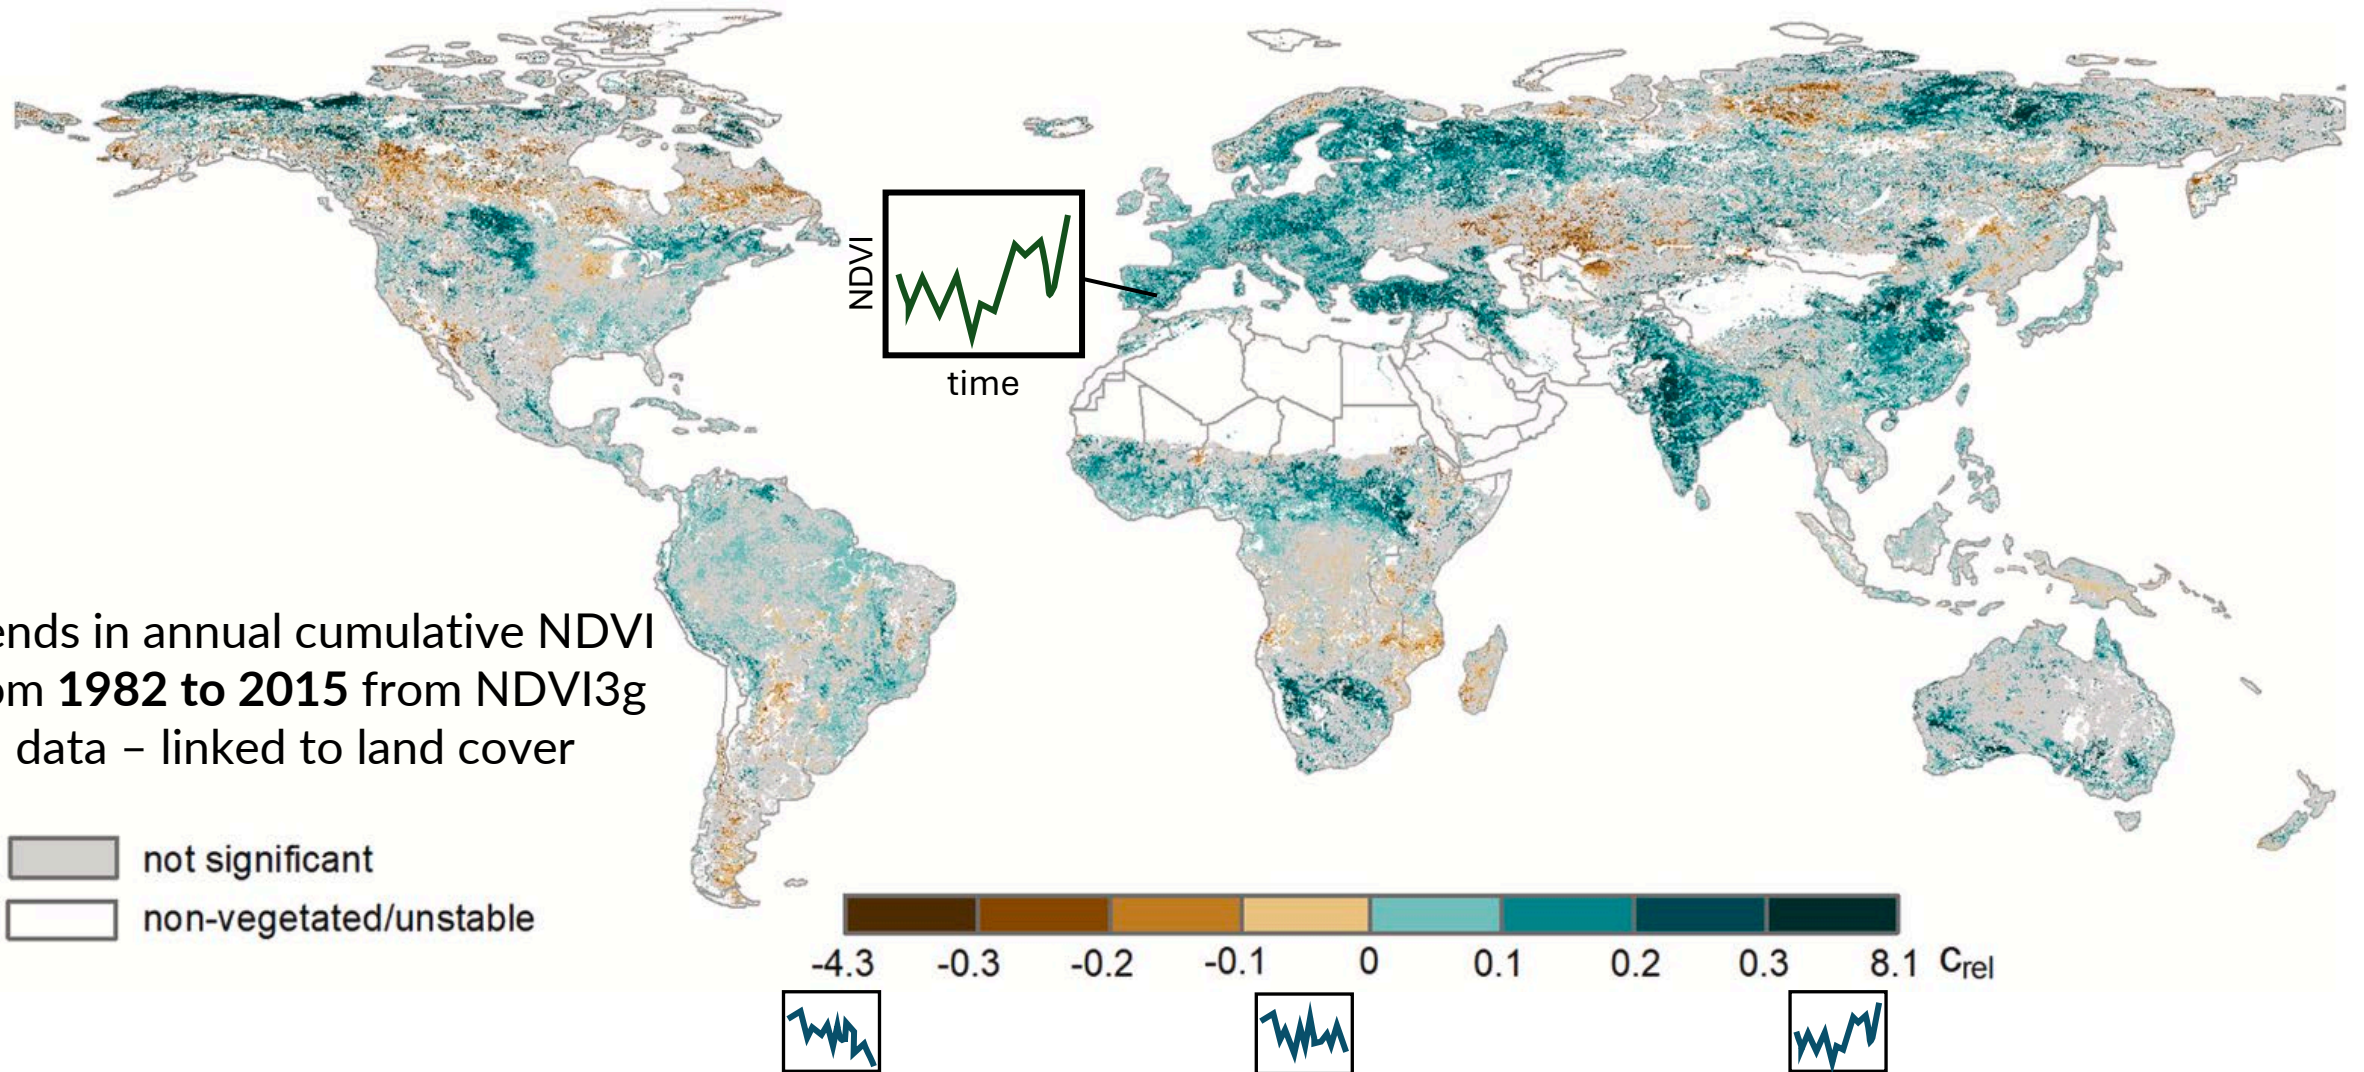 NDVI
time
ends in annual cumulative NDVI
om 1982 to 2015 from NDVI3g
data – linked to land cover
not significant
non-vegetated/unstable
-4.3 -0.3 -0.2 -0.1 0 0.1 0.2 0.3 8.1 crel